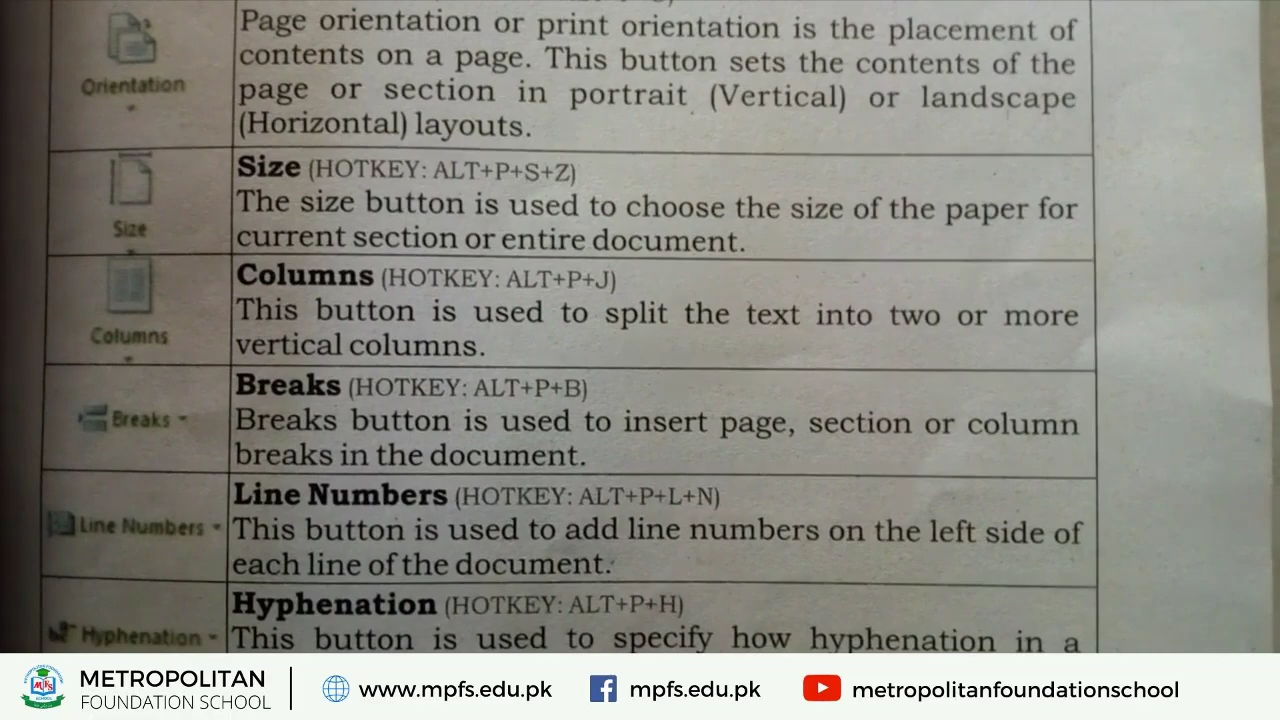 Orientation
Page orientation or print orientation is the placement of
contents on a page. This button sets the contents of the
page or section in portrait (Vertical) or landscape
(Horizontal) layouts.
Size
Size (HOTKEY: ALT+P+S+Z)
The size button is used to choose the size of the paper for
current section or entire document.
Columns
Columns (HOTKEY: ALT+P+J)
This button is used to split the text into two or more
vertical columns.
Breaks
Breaks (HOTKEY: ALT+P+B)
Breaks button is used to insert page, section or column
breaks in the document.
Line Numbers
Line Numbers (HOTKEY: ALT+P+L+N)
This button is used to add line numbers on the left side of
each line of the document.
Hyphenation
Hyphenation (HOTKEY: ALT+P+H)
This button is used to specify how hyphenation in a
METROPOLITAN
FOUNDATION SCHOOL
www.mpfs.edu.pk
mpfs.edu.pk
metropolitanfoundationschool